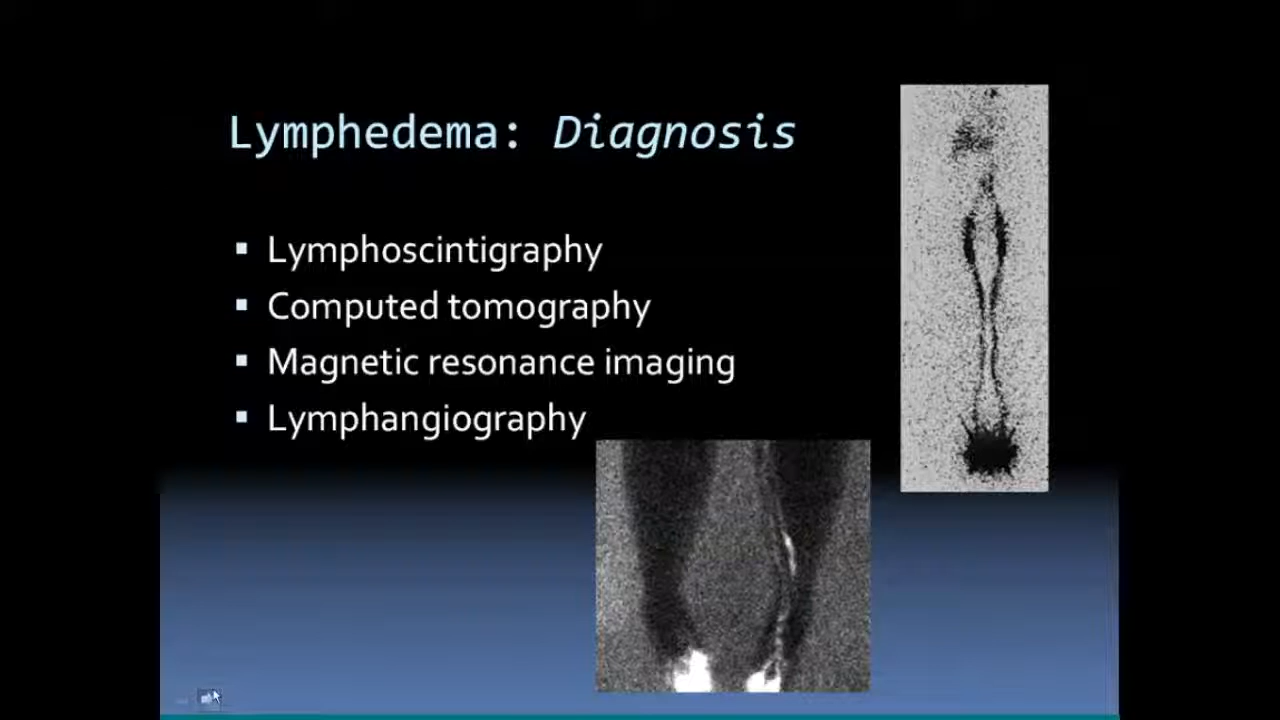 Lymphedema: Diagnosis
▪ Lymphoscintigraphy
▪ Computed tomography
▪ Magnetic resonance imaging
▪ Lymphangiography